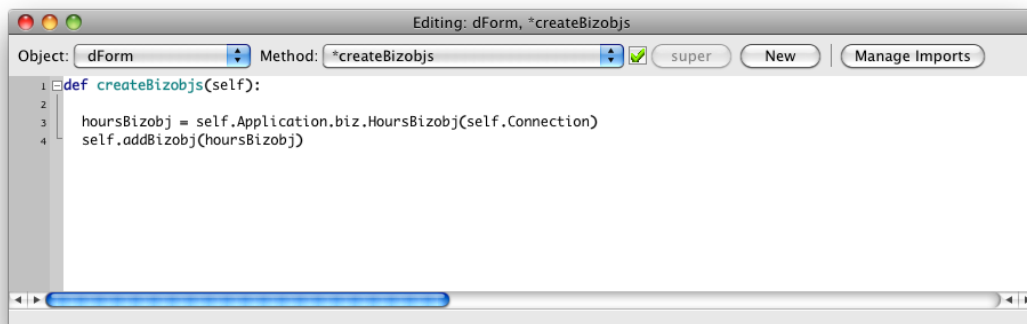 Editing: dForm, *createBizobjs
Object: dForm Method: *createBizobjs super New Manage Imports
1 def createBizobjs(self):
2
3 hoursBizobj = self.Application.biz.HoursBizobj(self.Connection)
4 self.addBizobj(hoursBizobj)